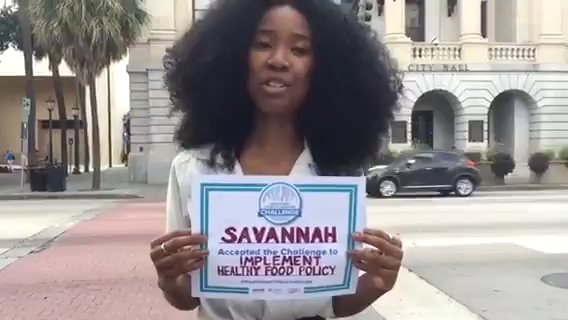 CITY HALL
CHALLENGE
SAVANNAH
Accepted the Challenge to
IMPLEMENT
HEALTHY FOOD POLICY